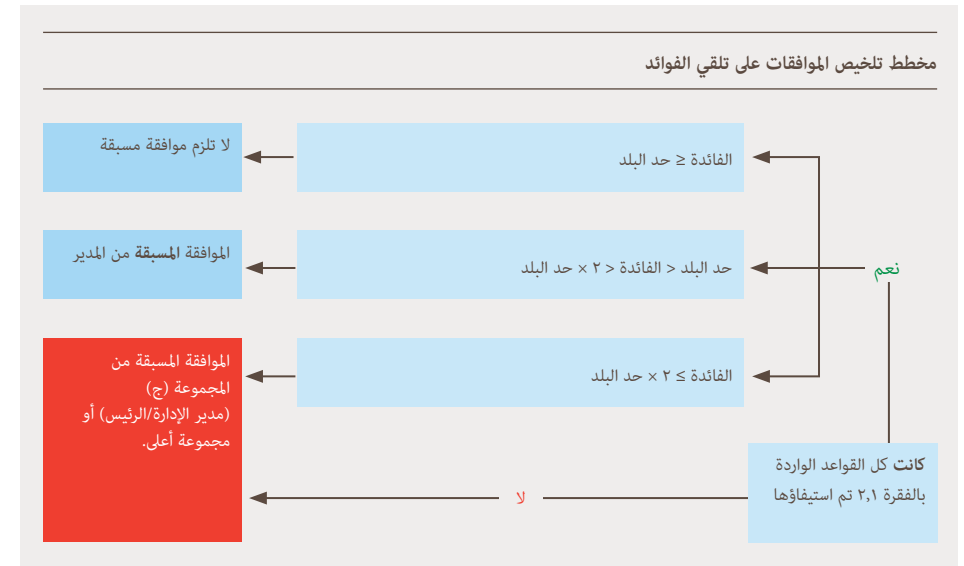 مخطط تلخيص الموافقات على تلقي الفوائد
الفائدة ≤ حد البلد
لا تلزم موافقة مسبقة
نعم
حد البلد < الفائدة < ٢ × حد البلد
الموافقة المسبقة من المدير
الفائدة ≥ ٢ × حد البلد
الموافقة المسبقة من
المجموعة (ج)
(مدير الإدارة/الرئيس) أو
مجموعة أعلى.
كانت كل القواعد الواردة
بالفقرة ٢,١ تم استيفاؤها
لا